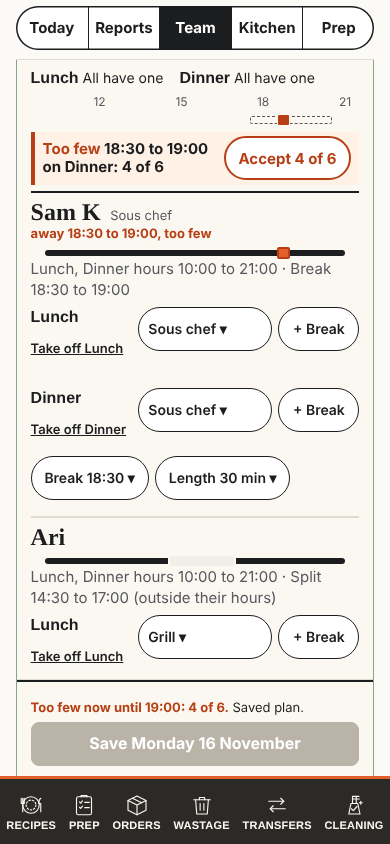 Today Reports Team Kitchen Prep
Lunch All have one Dinner All have one
12 15 18 21
Too few 18:30 to 19:00
on Dinner: 4 of 6
Accept 4 of 6
Sam K Sous chef
away 18:30 to 19:00, too few
Lunch, Dinner hours 10:00 to 21:00 · Break
18:30 to 19:00
Lunch
Sous chef ▾
+ Break
Take off Lunch
Dinner
Sous chef ▾
+ Break
Take off Dinner
Break 18:30 ▾
Length 30 min ▾
Ari
Lunch, Dinner hours 10:00 to 21:00 · Split
14:30 to 17:00 (outside their hours)
Lunch
Grill ▾
+ Break
Take off Lunch
Too few now until 19:00: 4 of 6. Saved plan.
Save Monday 16 November
RECIPES PREP ORDERS WASTAGE TRANSFERS CLEANING